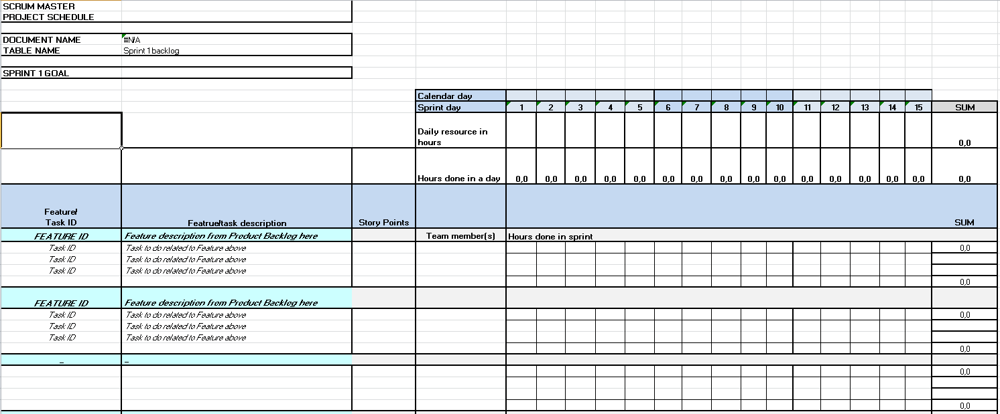 SCRUM MASTER
PROJECT SCHEDULE
DOCUMENT NAME #N/A
TABLE NAME Sprint 1 backlog
SPRINT 1 GOAL
Calendar day
Sprint day 1 2 3 4 5 6 7 8 9 10 11 12 13 14 15 SUM
Daily resource in
hours 0,0
Hours done in a day 0,0 0,0 0,0 0,0 0,0 0,0 0,0 0,0 0,0 0,0 0,0 0,0 0,0 0,0 0,0 0,0
Feature/
Task ID Featrue/task description Story Points SUM
FEATURE ID Feature description from Product Backlog here Team member(s) Hours done in sprint
Task ID Task to do related to Feature above 0,0
Task ID Task to do related to Feature above
Task ID Task to do related to Feature above
0,0
FEATURE ID Feature description from Product Backlog here
Task ID Task to do related to Feature above 0,0
Task ID Task to do related to Feature above
Task ID Task to do related to Feature above
0,0
_ _
0,0
0,0